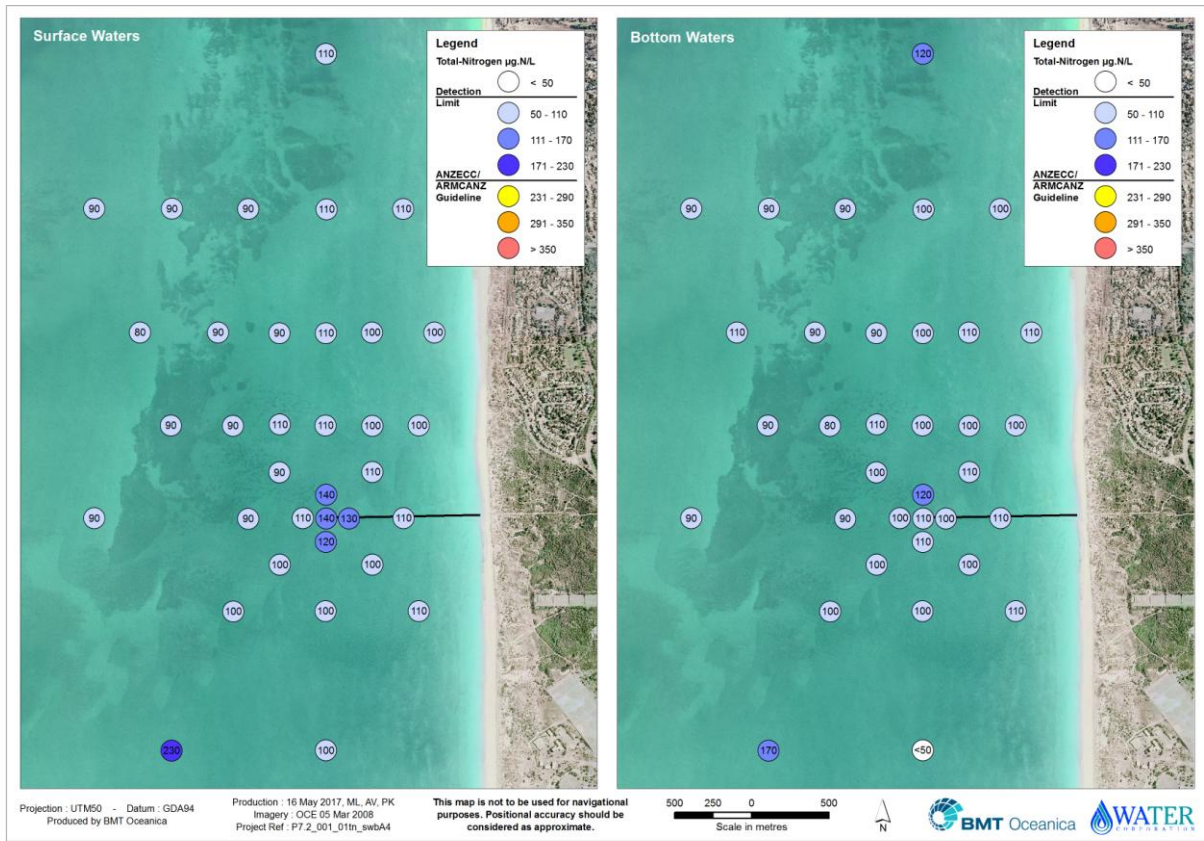 Surface Waters
Legend
Total-Nitrogen µg.N/L
< 50
Detection
Limit
50 - 110
111 - 170
171 - 230
ANZECC/
ARMCANZ
Guideline
231 - 290
291 - 350
> 350
110
90 90 90 110 110
80 90 90 110 100 100
90 90 110 110 100 100
90 110
140
90 90 110 140 130 110
120
100 100
100 100 110
230 100
Bottom Waters
Legend
Total-Nitrogen µg.N/L
< 50
Detection
Limit
50 - 110
111 - 170
171 - 230
ANZECC/
ARMCANZ
Guideline
231 - 290
291 - 350
> 350
120
90 90 90 100 100
110 90 90 100 110 110
90 80 110 100 100 100
100 110
120
90 90 100 110 100 110
110
100 100
100 100 110
170 <50
Projection : UTM50 - Datum : GDA94
Produced by BMT Oceanica
Production : 16 May 2017, ML, AV, PK
Imagery : OCE 05 Mar 2008
Project Ref : P7.2_001_01tn_swbA4
This map is not to be used for navigational
purposes. Positional accuracy should be
considered as approximate.
500 250 0 500
Scale in metres
N
BMT Oceanica
WATER
CORPORATION